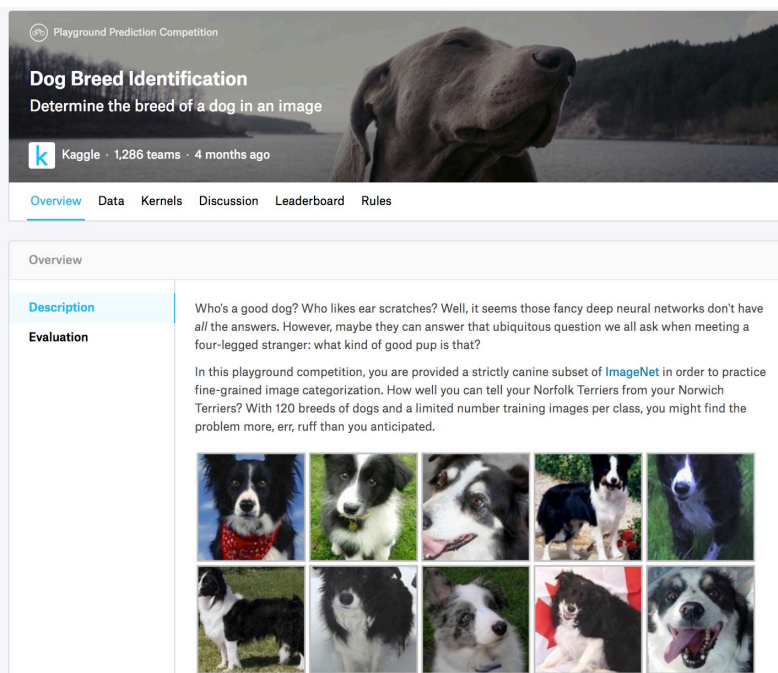 Playground Prediction Competition
Dog Breed Identification
Determine the breed of a dog in an image
k
Kaggle · 1,286 teams · 4 months ago
Overview Data Kernels Discussion Leaderboard Rules
Overview
Description
Evaluation
Who's a good dog? Who likes ear scratches? Well, it seems those fancy deep neural networks don't have
all the answers. However, maybe they can answer that ubiquitous question we all ask when meeting a
four-legged stranger: what kind of good pup is that?
In this playground competition, you are provided a strictly canine subset of ImageNet in order to practice
fine-grained image categorization. How well you can tell your Norfolk Terriers from your Norwich
Terriers? With 120 breeds of dogs and a limited number training images per class, you might find the
problem more, err, ruff than you anticipated.